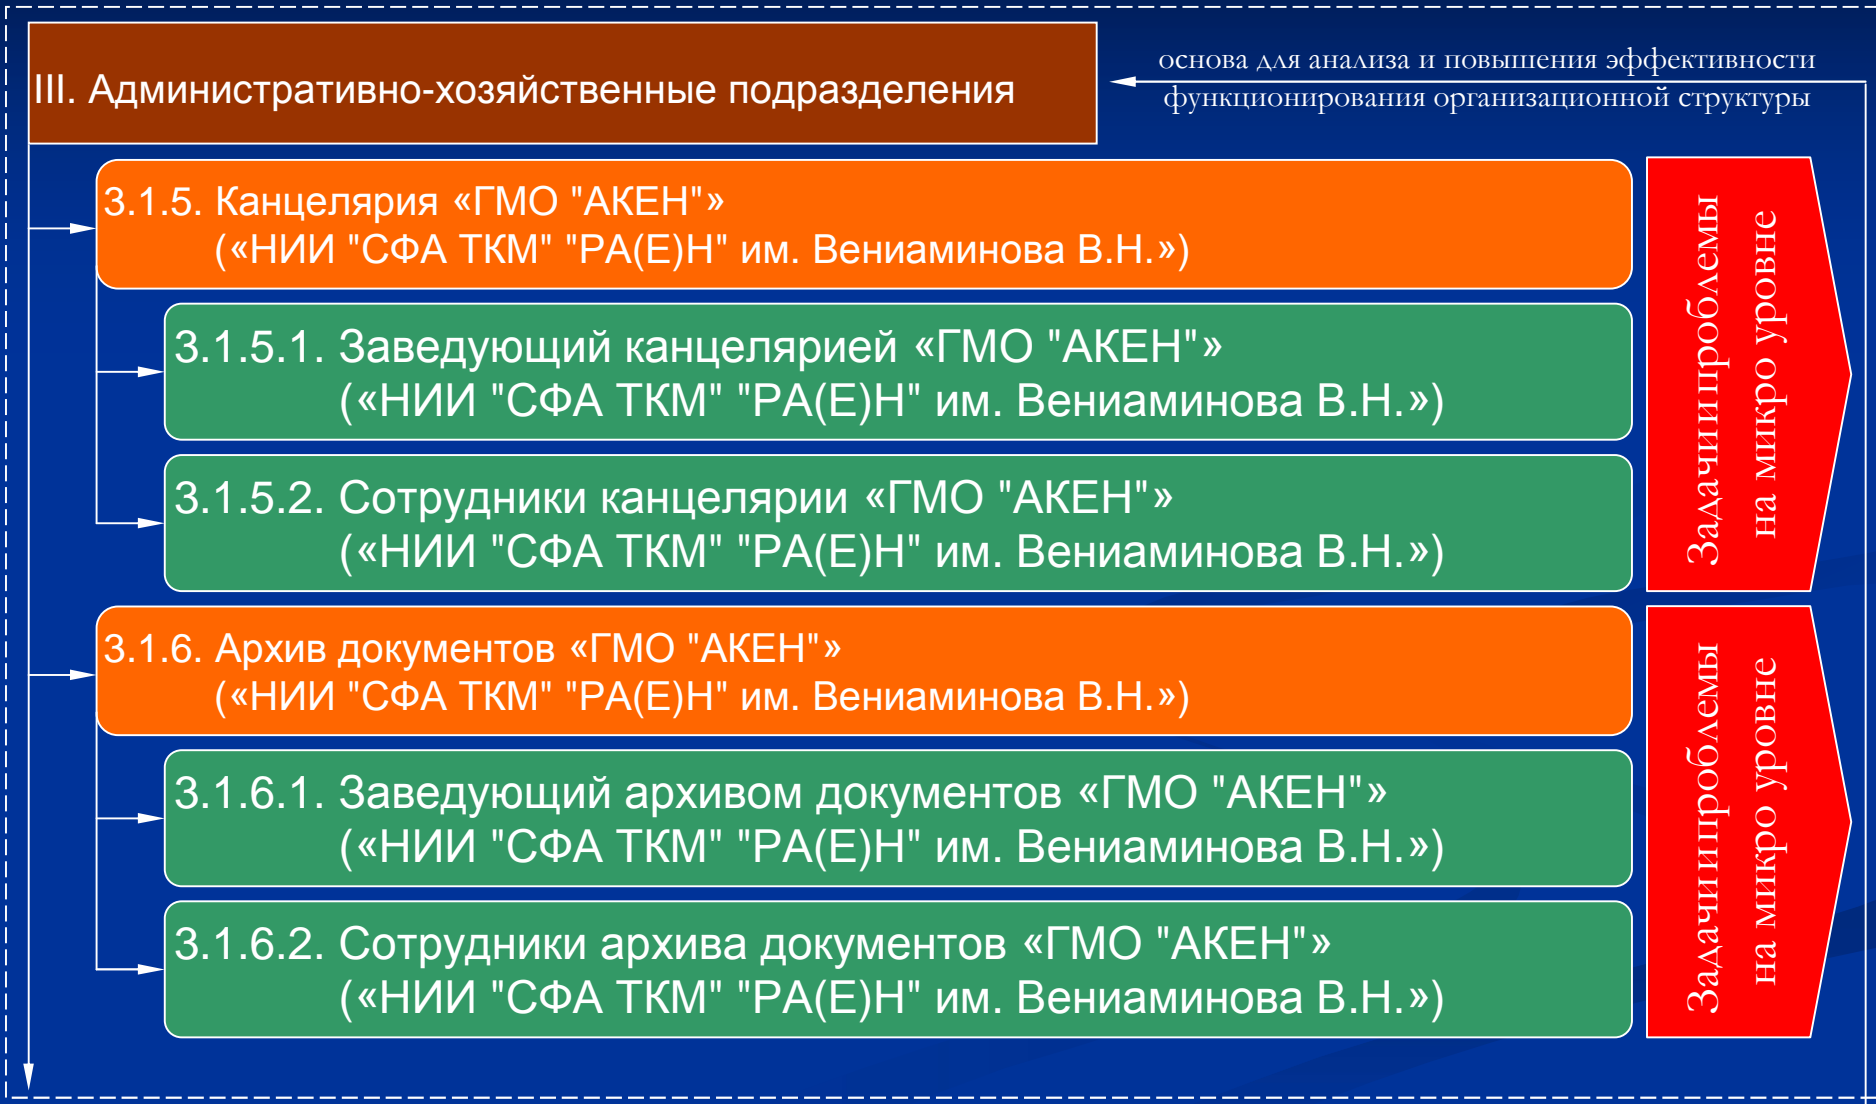 III. Административно-хозяйственные подразделения
основа для анализа и повышения эффективности
функционирования организационной структуры
3.1.5. Канцелярия «ГМО "АКЕН"»
(«НИИ "СФА ТКМ" "РА(Е)Н" им. Вениаминова В.Н.»)
3.1.5.1. Заведующий канцелярией «ГМО "АКЕН"»
(«НИИ "СФА ТКМ" "РА(Е)Н" им. Вениаминова В.Н.»)
3.1.5.2. Сотрудники канцелярии «ГМО "АКЕН"»
(«НИИ "СФА ТКМ" "РА(Е)Н" им. Вениаминова В.Н.»)
Задачи и проблемы
на микро уровне
3.1.6. Архив документов «ГМО "АКЕН"»
(«НИИ "СФА ТКМ" "РА(Е)Н" им. Вениаминова В.Н.»)
3.1.6.1. Заведующий архивом документов «ГМО "АКЕН"»
(«НИИ "СФА ТКМ" "РА(Е)Н" им. Вениаминова В.Н.»)
3.1.6.2. Сотрудники архива документов «ГМО "АКЕН"»
(«НИИ "СФА ТКМ" "РА(Е)Н" им. Вениаминова В.Н.»)
Задачи и проблемы
на микро уровне